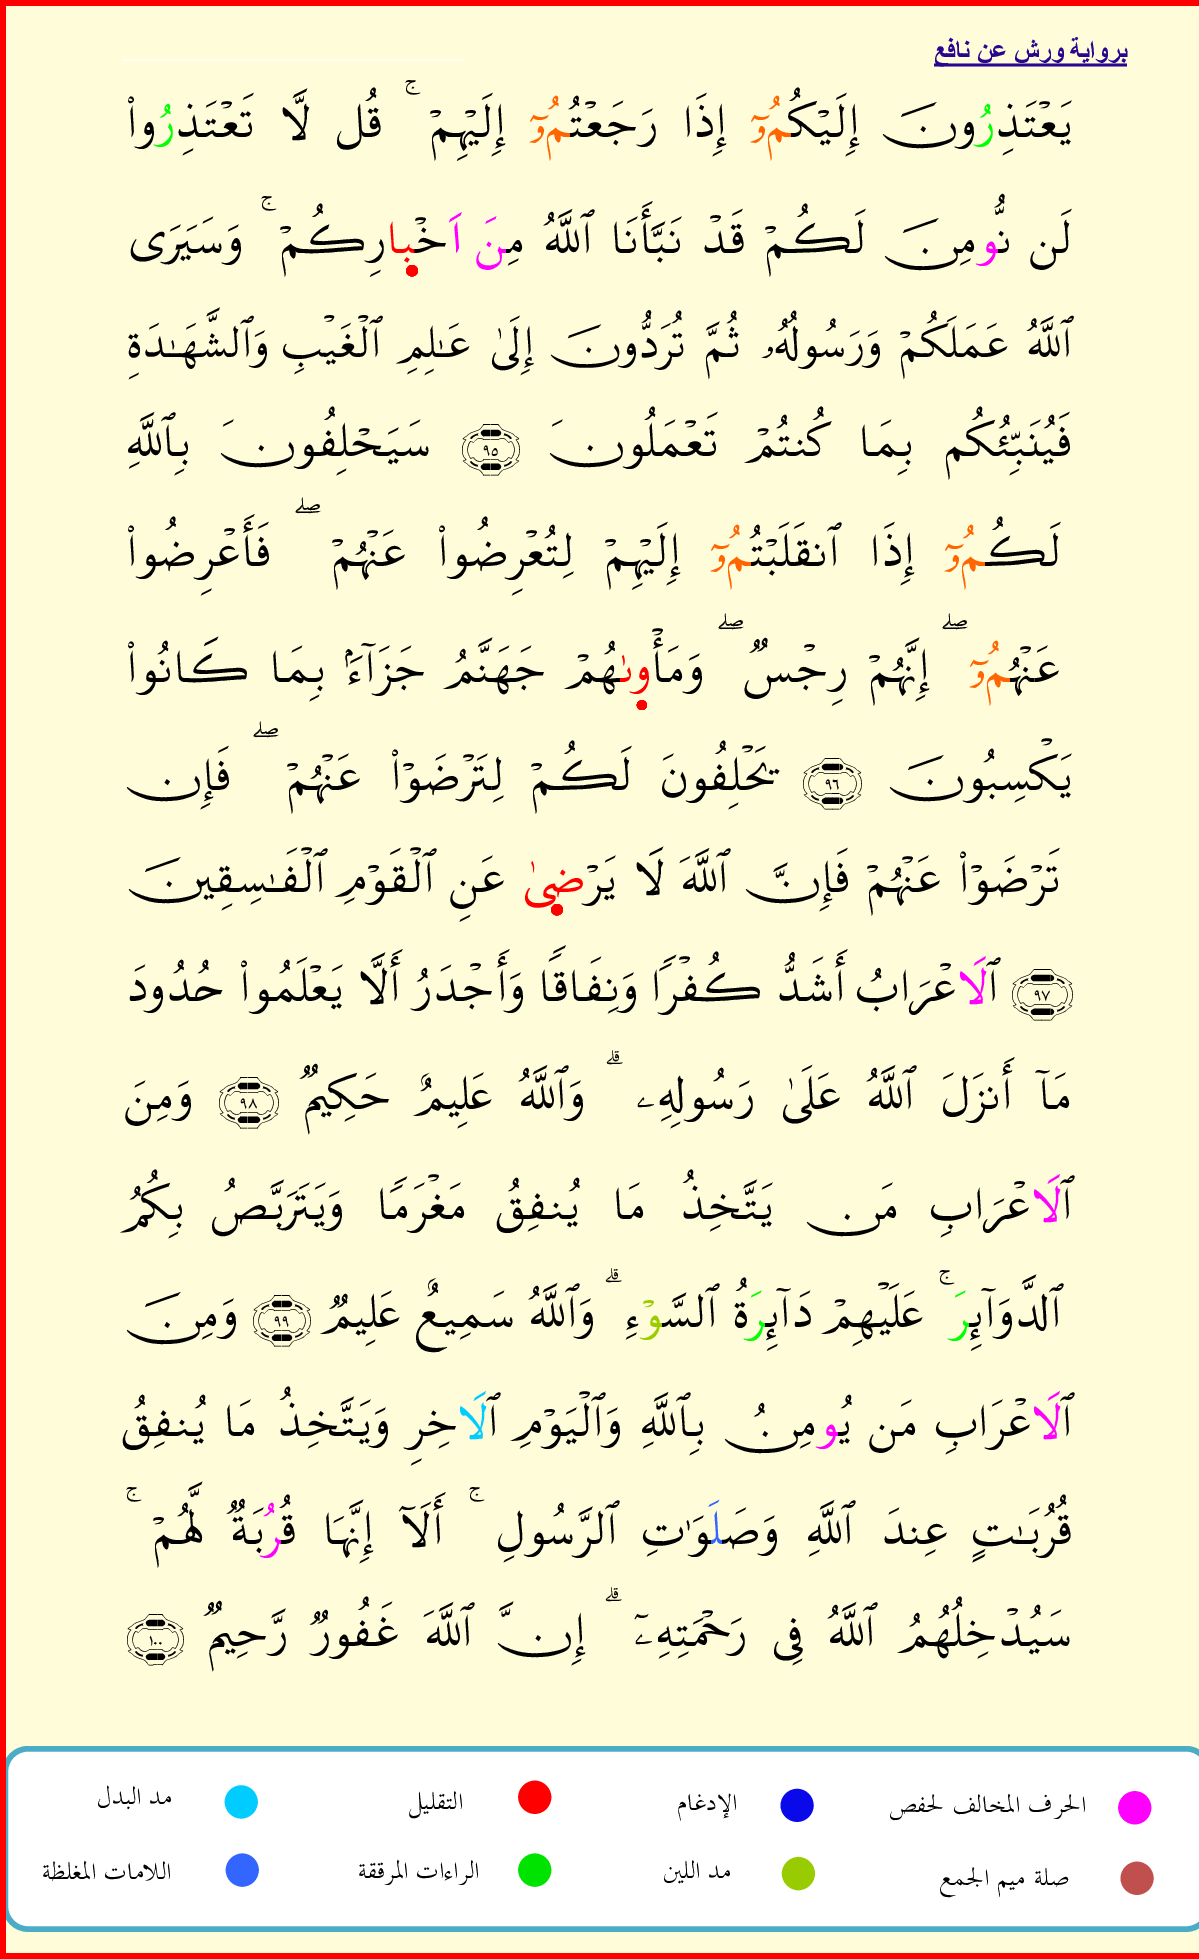 برواية ورش عن نافع
يَعْتَذِرُونَ إِلَيْكُمُۥٓ إِذَا رَجَعْتُمُۥٓ إِلَيْهِمْ ۚ قُل لَّا تَعْتَذِرُواْ
لَن نُّومِنَ لَكُمْ قَدْ نَبَّأَنَا ٱللَّهُ مِنَ اَخْبارِكُمْ ۚ وَسَيَرَى
ٱللَّهُ عَمَلَكُمْ وَرَسُولُهُۥ ثُمَّ تُرَدُّونَ إِلَىٰ عَـٰلِمِ ٱلْغَيْبِ وَٱلشَّهَـٰدَةِ
فَيُنَبِّئُكُم بِمَا كُنتُمْ تَعْمَلُونَ ٩٥ سَيَحْلِفُونَ بِٱللَّهِ
لَكُمُۥٓ إِذَا ٱنقَلَبْتُمُۥٓ إِلَيْهِمْ لِتُعْرِضُواْ عَنْهُمْ ۖ فَأَعْرِضُواْ
عَنْهُمُۥٓ ۖ إِنَّهُمْ رِجْسٌ ۖ وَمَأْوىٰهُمْ جَهَنَّمُ جَزَآءَۢ بِمَا كَانُواْ
يَكْسِبُونَ ٩٦ يَحْلِفُونَ لَكُمْ لِتَرْضَوْاْ عَنْهُمْ ۖ فَإِن
تَرْضَوْاْ عَنْهُمْ فَإِنَّ ٱللَّهَ لَا يَرْضىٰ عَنِ ٱلْقَوْمِ ٱلْفَـٰسِقِينَ
٩٧ ٱلَاعْرَابُ أَشَدُّ كُفْرًا وَنِفَاقًا وَأَجْدَرُ أَلَّا يَعْلَمُواْ حُدُودَ
مَآ أَنزَلَ ٱللَّهُ عَلَىٰ رَسُولِهِۦ ۗ وَٱللَّهُ عَلِيمٌ حَكِيمٌ ٩٨ وَمِنَ
ٱلَاعْرَابِ مَن يَتَّخِذُ مَا يُنفِقُ مَغْرَمًا وَيَتَرَبَّصُ بِكُمُ
ٱلدَّوَآئِرَ ۚ عَلَيْهِمْ دَآئِرَةُ ٱلسَّوْءِ ۗ وَٱللَّهُ سَمِيعٌ عَلِيمٌ ٩٩ وَمِنَ
ٱلَاعْرَابِ مَن يُومِنُ بِٱللَّهِ وَٱلْيَوْمِ ٱلَاخِرِ وَيَتَّخِذُ مَا يُنفِقُ
قُرُبَـٰتٍ عِندَ ٱللَّهِ وَصَلَوَٰتِ ٱلرَّسُولِ ۚ أَلَآ إِنَّهَا قُرُبَةٌ لَّهُمْ ۚ
سَيُدْخِلُهُمُ ٱللَّهُ فِى رَحْمَتِهِۦٓ ۗ إِنَّ ٱللَّهَ غَفُورٌ رَّحِيمٌ ١٠٠
الحرف المخالف لحفص الإدغام التقليل مد البدل
صلة ميم الجمع مد اللين الراءات المرققة اللامات المغلظة